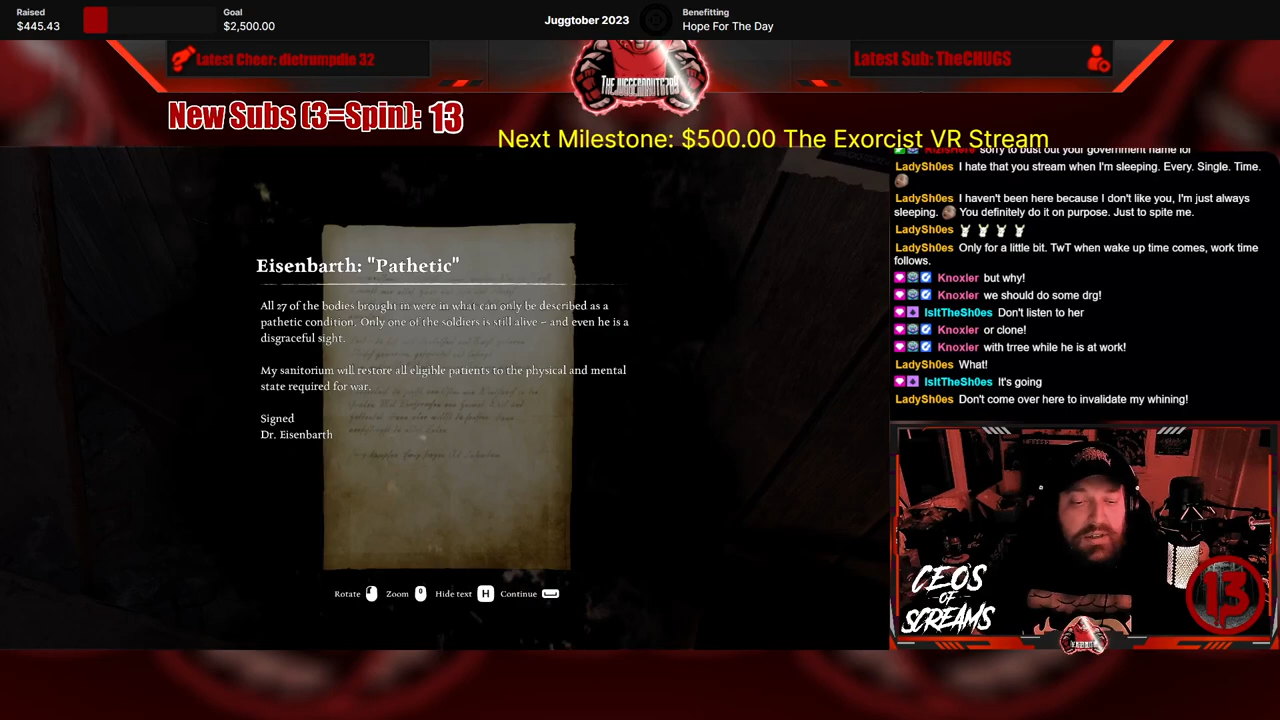 Raised
$445.43
Goal
$2,500.00
Juggtober 2023
Benefitting
Hope For The Day
Latest Cheer: dietrumpdie 32
Latest Sub: TheCHUGS
New Subs (3=Spin): 13
Next Milestone: $500.00 The Exorcist VR Stream
sorry to bust out your government name lol
LadySh0es I hate that you stream when I'm sleeping. Every. Single. Time.
LadySh0es I haven't been here because I don't like you, I'm just always
sleeping. You definitely do it on purpose. Just to spite me.
LadySh0es
LadySh0es Only for a little bit. TwT when wake up time comes, work time
follows.
Knoxler but why!
Knoxler we should do some drg!
IsItTheSh0es Don't listen to her
Knoxler or clone!
Knoxler with trree while he is at work!
LadySh0es What!
IsItTheSh0es It's going
LadySh0es Don't come over here to invalidate my whining!
Eisenbarth: "Pathetic"
All 27 of the bodies brought in were in what can only be described as a
pathetic condition. Only one of the soldiers is still alive – and even he is a
disgraceful sight.
My sanitorium will restore all eligible patients to the physical and mental
state required for war.
Signed
Dr. Eisenbarth
Rotate Zoom Hide text H Continue
CEOS
OF
SCREAMS
13